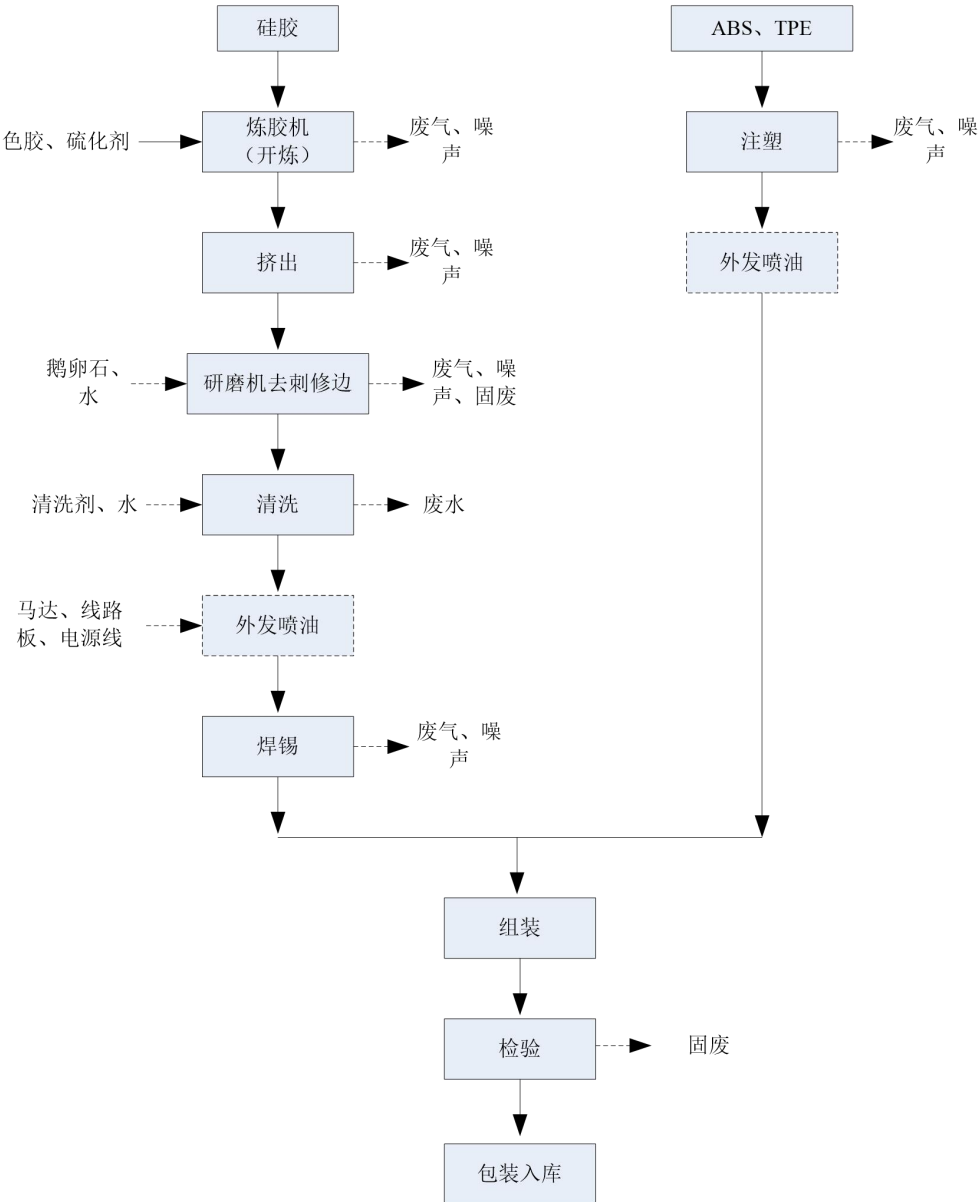 硅胶
ABS、TPE
色胶、硫化剂
炼胶机
（开炼）
废气、噪
声
注塑
废气、噪
声
挤出
废气、噪
声
外发喷油
鹅卵石、
水
研磨机去刺修边
废气、噪
声、固废
清洗剂、水
清洗
废水
马达、线路
板、电源线
外发喷油
焊锡
废气、噪
声
组装
检验
固废
包装入库